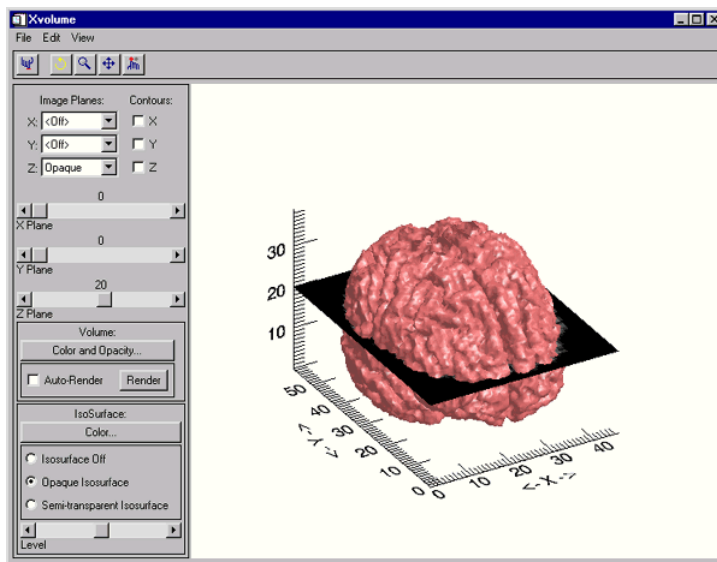 Xvolume
File Edit View
Image Planes: Contours:
X: <Off> X
Y: <Off> Y
Z: Opaque Z
0
X Plane
0
Y Plane
20
Z Plane
Volume:
Color and Opacity...
Auto-Render Render
IsoSurface:
Color...
Isosurface Off
Opaque Isosurface
Semi-transparent Isosurface
Level
30
20
10
50
40
30
20
10
0
<- Y ->
0
10
20
30
40
<- X ->